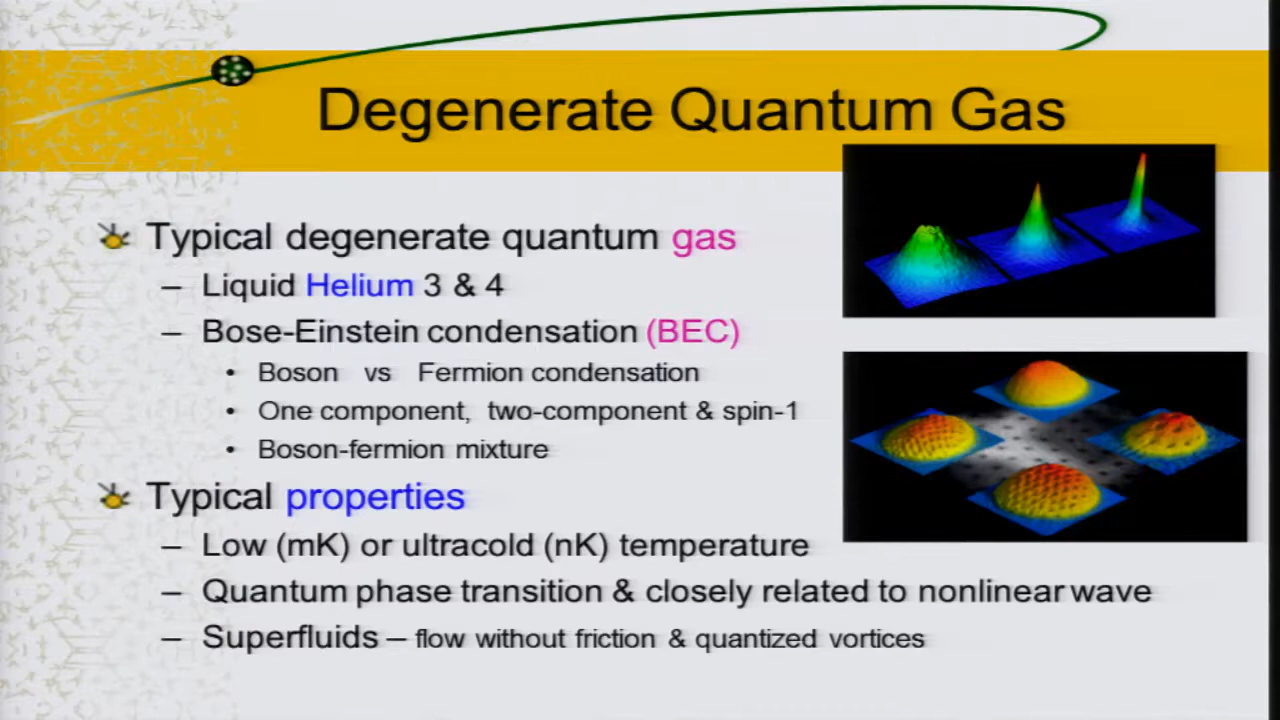 Degenerate Quantum Gas
Typical degenerate quantum gas
– Liquid Helium 3 & 4
– Bose-Einstein condensation (BEC)
• Boson vs Fermion condensation
• One component, two-component & spin-1
• Boson-fermion mixture
Typical properties
– Low (mK) or ultracold (nK) temperature
– Quantum phase transition & closely related to nonlinear wave
– Superfluids – flow without friction & quantized vortices